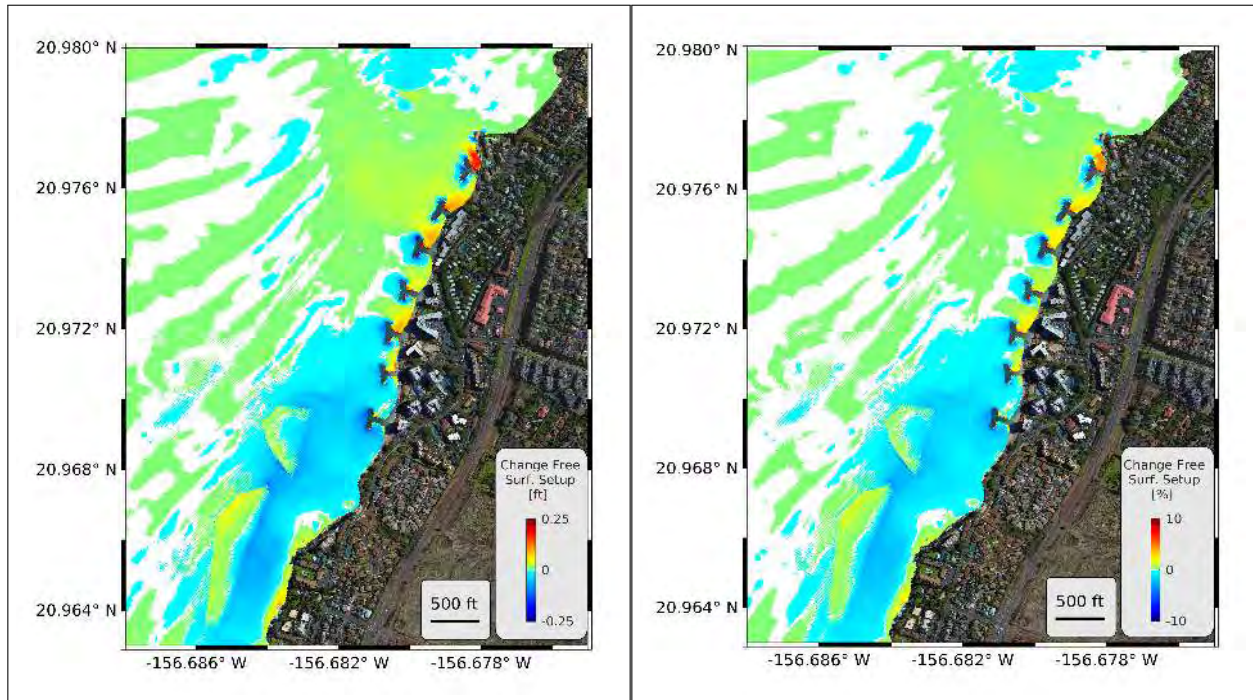 20.980° N
20.976° N
20.972° N
20.968° N
20.964° N
-156.686° W
-156.682° W
-156.678° W
500 ft
Change Free
Surf. Setup
[ft]
0.25
0
-0.25
20.980° N
20.976° N
20.972° N
20.968° N
20.964° N
-156.686° W
-156.682° W
-156.678° W
500 ft
Change Free
Surf. Setup
[%]
10
0
-10